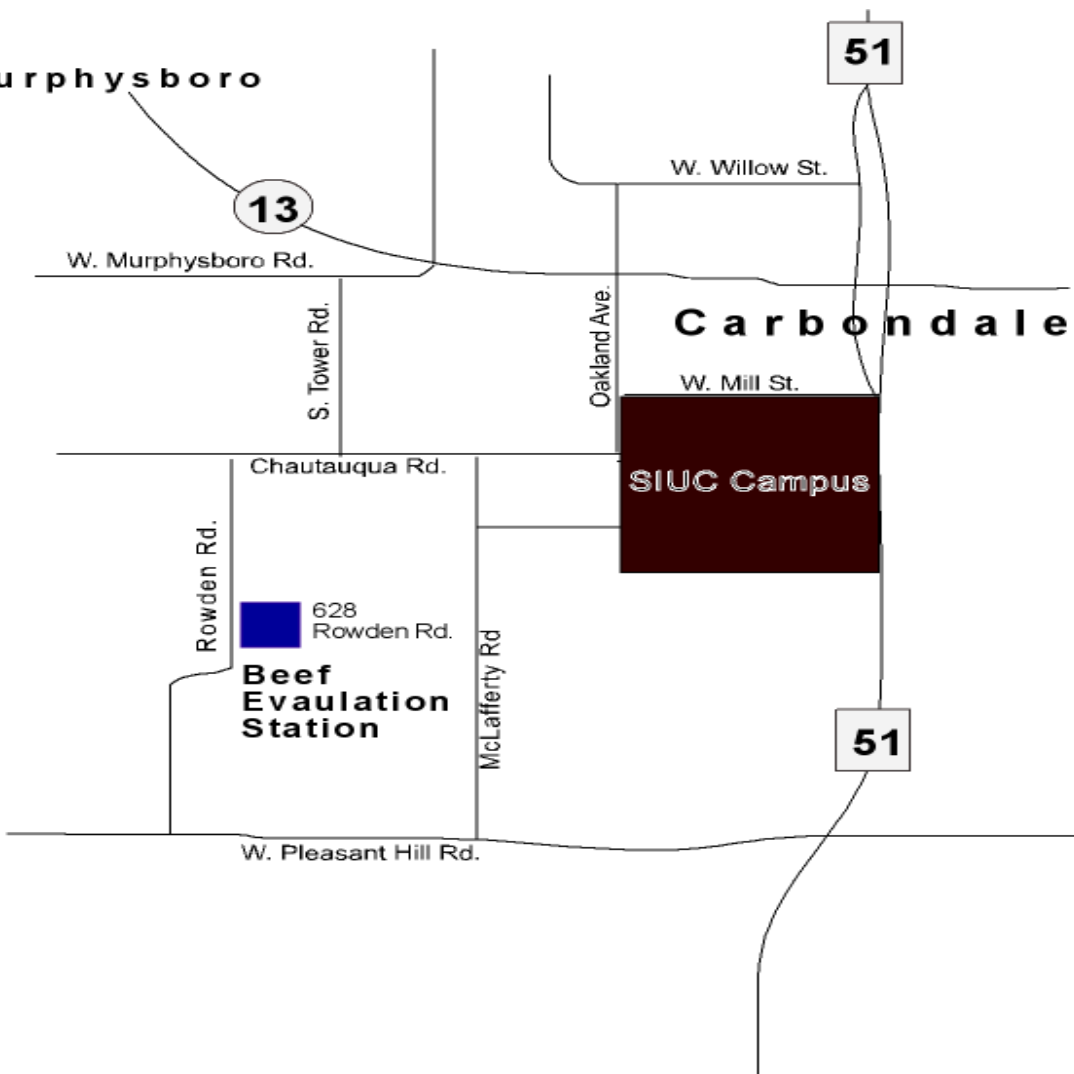 51
urphysboro
W. Willow St.
13
W. Murphysboro Rd.
S. Tower Rd.
Oakland Ave.
Carbondale
W. Mill St.
Chautauqua Rd.
SIUC Campus
Rowden Rd.
628
Rowden Rd.
McLafferty Rd
Beef
Evaulation
Station
51
W. Pleasant Hill Rd.